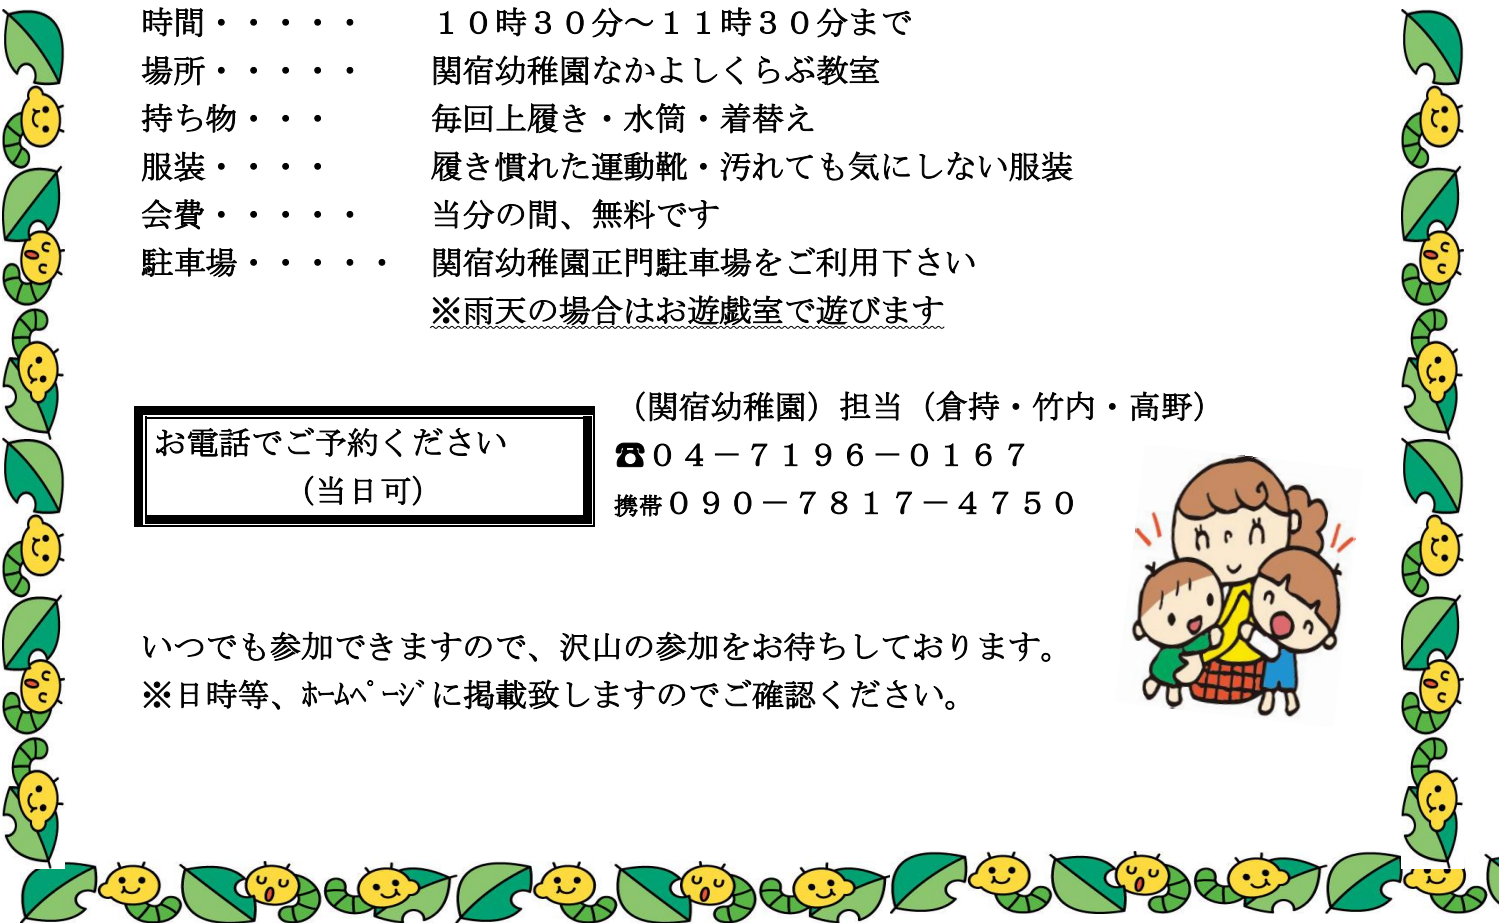 時間・・・・・　　１０時３０分～１１時３０分まで
場所・・・・・　　関宿幼稚園なかよしくらぶ教室
持ち物・・・　　　毎回上履き・水筒・着替え
服装・・・・　　　履き慣れた運動靴・汚れても気にしない服装
会費・・・・・　　当分の間、無料です
駐車場・・・・・　関宿幼稚園正門駐車場をご利用下さい
※雨天の場合はお遊戯室で遊びます
お電話でご予約ください
（当日可）
（関宿幼稚園）担当（倉持・竹内・高野）
☎０４－７１９６－０１６７
携帯０９０－７８１７－４７５０
いつでも参加できますので、沢山の参加をお待ちしております。
※日時等、ﾎｰﾑﾍﾟｰｼﾞに掲載致しますのでご確認ください。